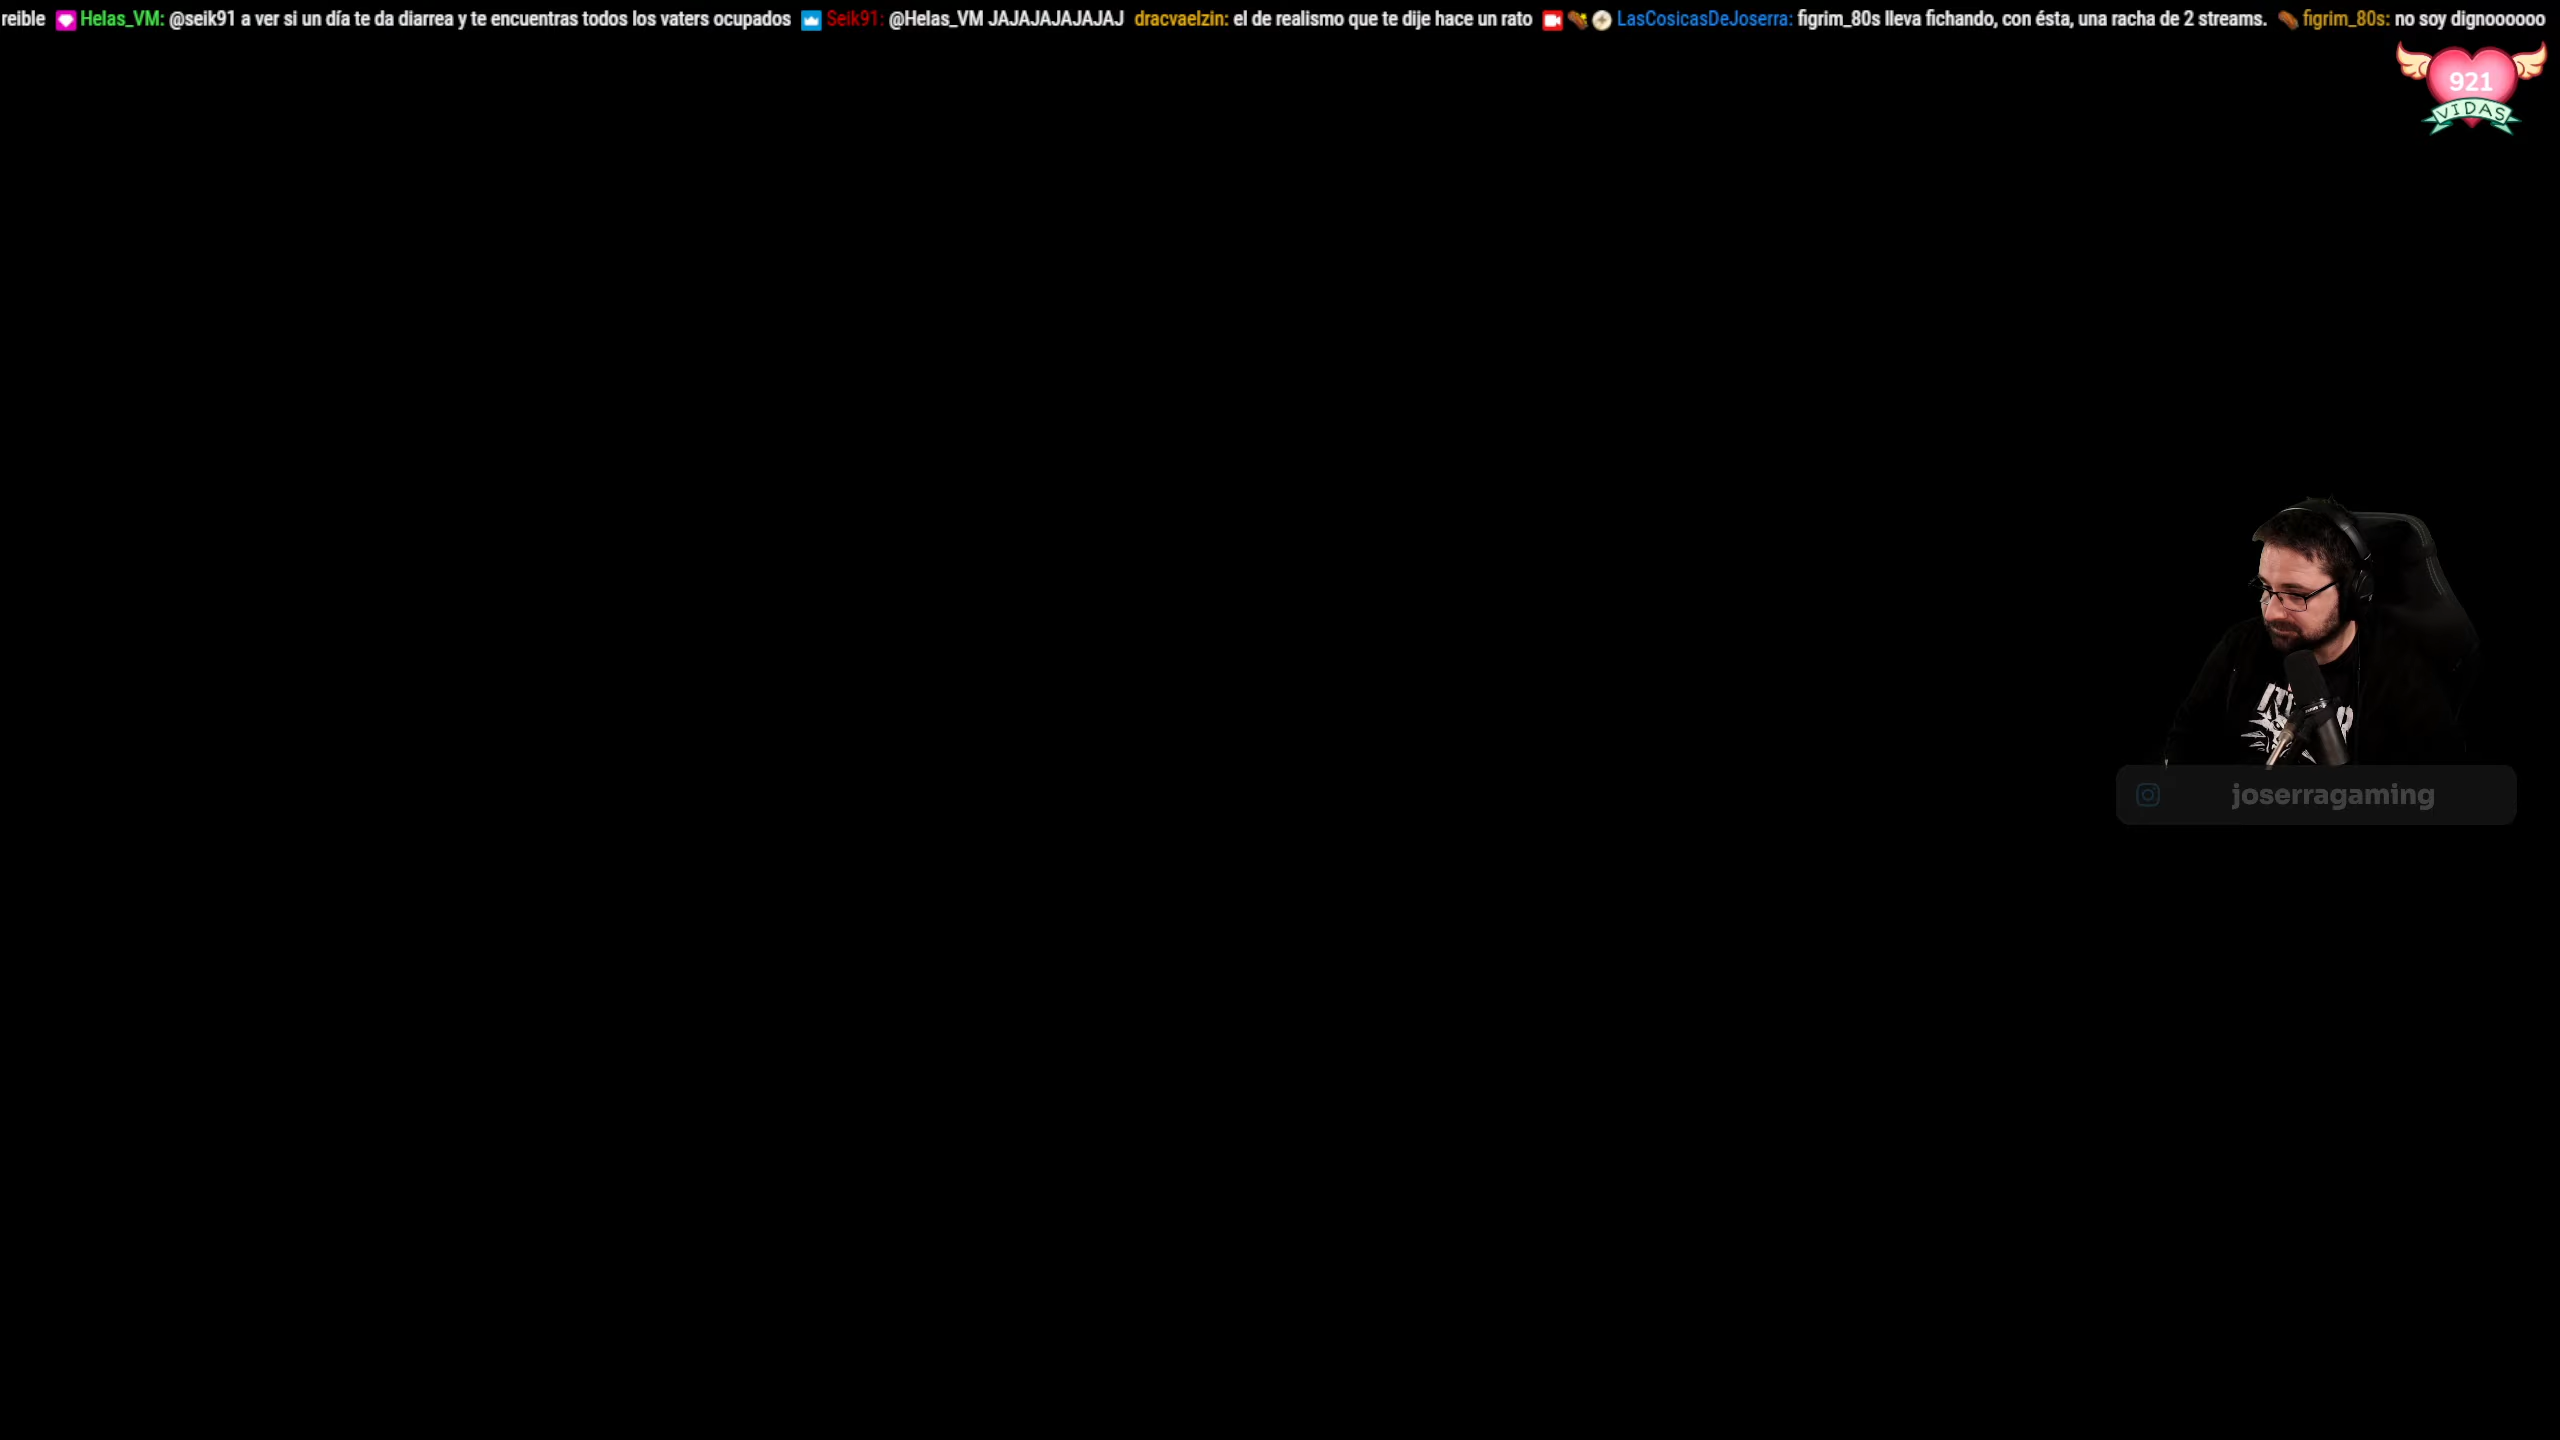 reible Helas_VM: @seik91 a ver si un día te da diarrea y te encuentras todos los vaters ocupados Seik91: @Helas_VM JAJAJAJAJAJAJ dracvaelzin: el de realismo que te dije hace un rato LasCosicasDeJoserra: figrim_80s lleva fichando, con ésta, una racha de 2 streams. figrim_80s: no soy dignoooooo
921
VIDAS
joserragaming